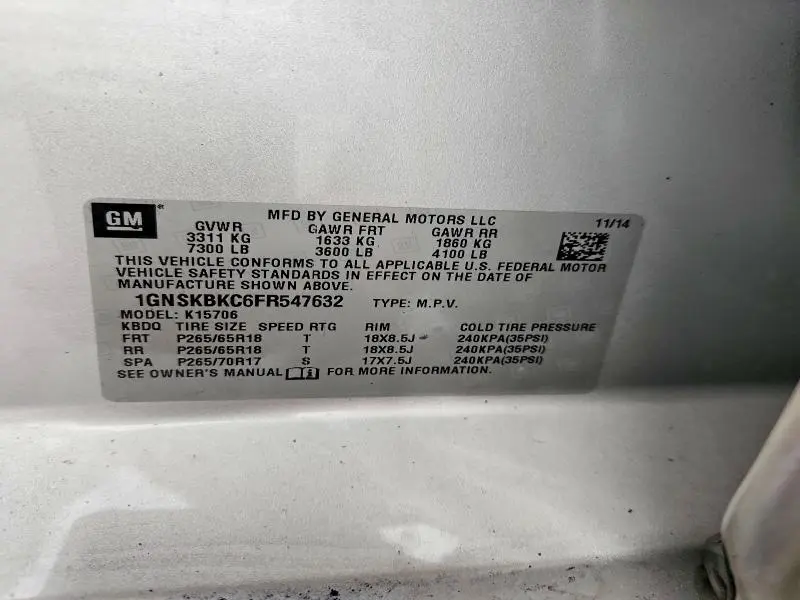 GM
MFD BY GENERAL MOTORS LLC 11/14
GVWR GAWR FRT GAWR RR
3311 KG 1633 KG 1860 KG
7300 LB 3600 LB 4100 LB
THIS VEHICLE CONFORMS TO ALL APPLICABLE U.S. FEDERAL MOTOR
VEHICLE SAFETY STANDARDS IN EFFECT ON THE DATE OF
MANUFACTURE SHOWN ABOVE.
1GNSKBKC6FR547632 TYPE: M.P.V.
MODEL: K15706
KBDQ TIRE SIZE SPEED RTG RIM COLD TIRE PRESSURE
FRT P265/65R18 T 18X8.5J 240KPA(35PSI)
RR P265/65R18 T 18X8.5J 240KPA(35PSI)
SPA P265/70R17 S 17X7.5J 240KPA(35PSI)
SEE OWNER'S MANUAL FOR MORE INFORMATION.